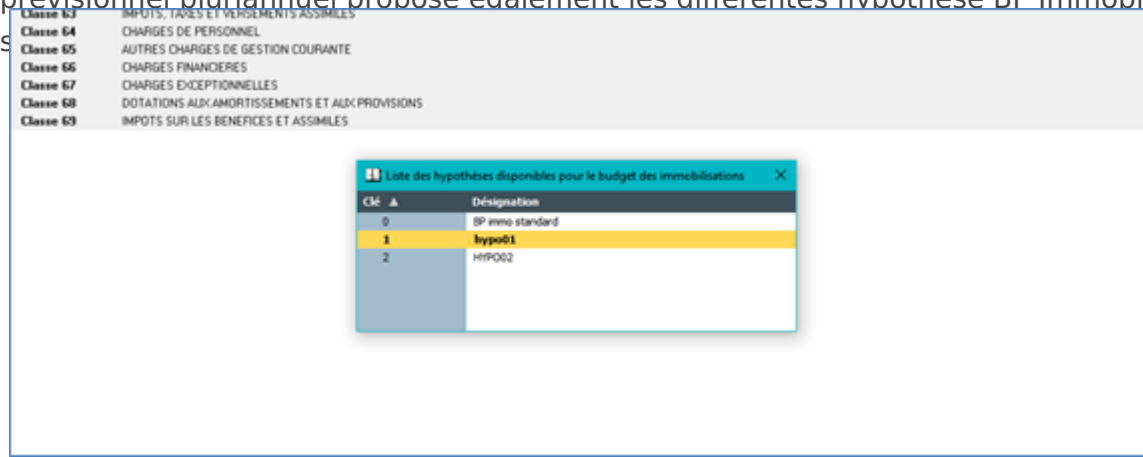 prévisionnel pluriannuel propose également les différentes hypothèse BP Immobi
s
Classe 63 IMPOTS, TAXES ET VERSEMENTS ASSIMILES
Classe 64 CHARGES DE PERSONNEL
Classe 65 AUTRES CHARGES DE GESTION COURANTE
Classe 66 CHARGES FINANCIERES
Classe 67 CHARGES EXCEPTIONNELLES
Classe 68 DOTATIONS AUX AMORTISSEMENTS ET AUX PROVISIONS
Classe 69 IMPOTS SUR LES BENEFICES ET ASSIMILES
Liste des hypothèses disponibles pour le budget des immobilisations
Clé Désignation
0 BP immo standard
1 hypo01
2 HYPO02